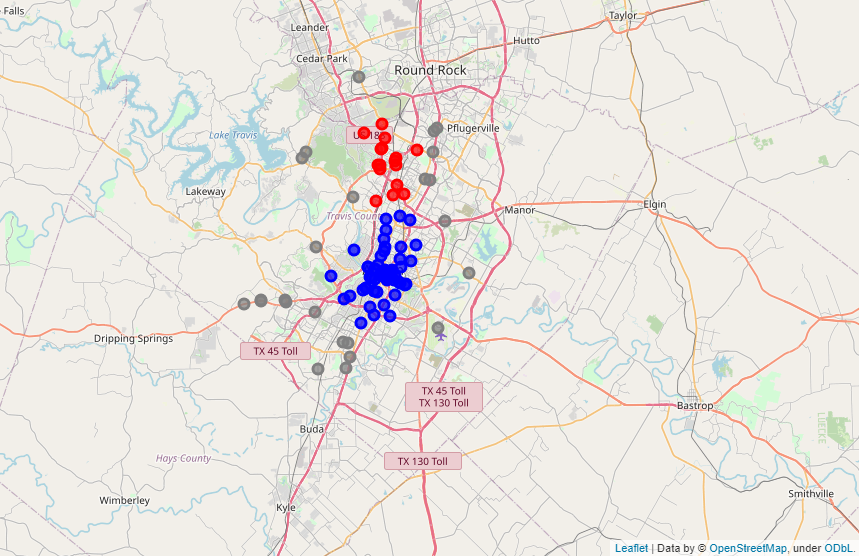 Falls
Taylor
Leander
Hutto
Cedar Park
Round Rock
Pflugerville
Lake Travis
Lakeway
Travis Coun
Manor
Elgin
Dripping Springs
TX 45 Toll
TX 45 Toll
TX 130 Toll
Bastrop
LUECKE
Buda
Hays County
TX 130 Toll
Wimberley
Smithville
Kyle
Leaflet | Data by © OpenStreetMap, under ODbL